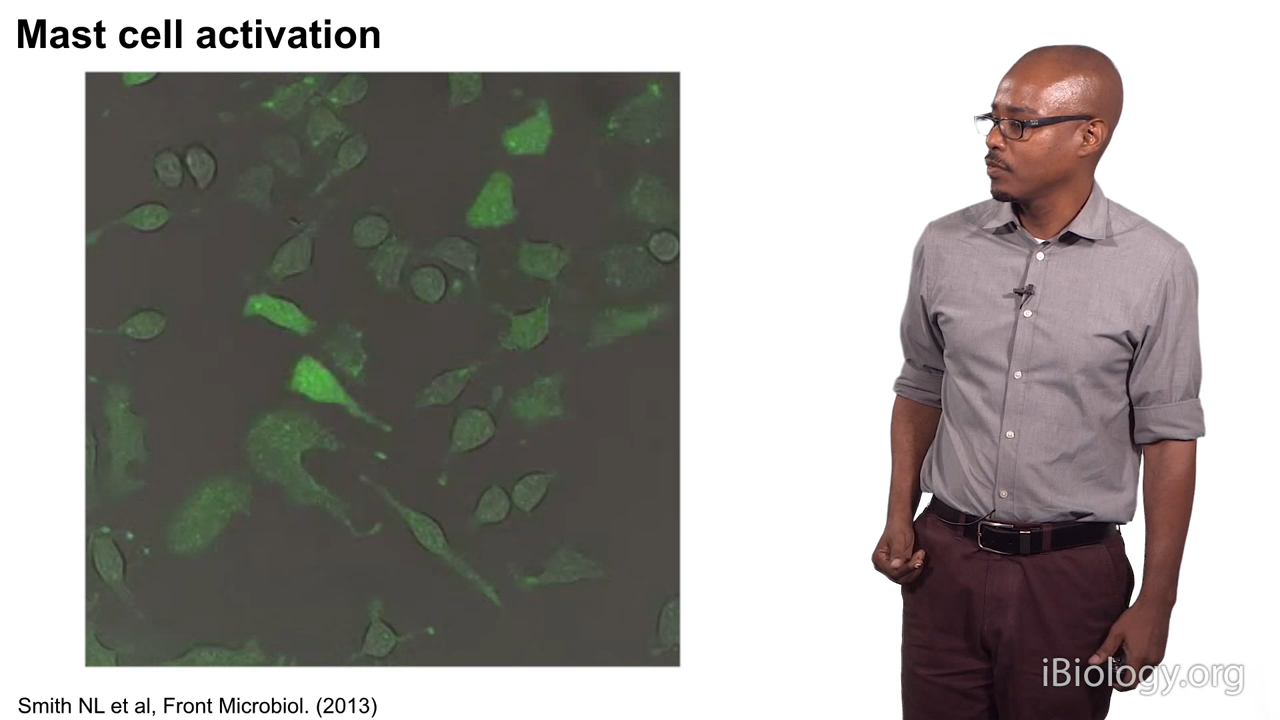 Mast cell activation
Smith NL et al, Front Microbiol. (2013)
iBiology.org